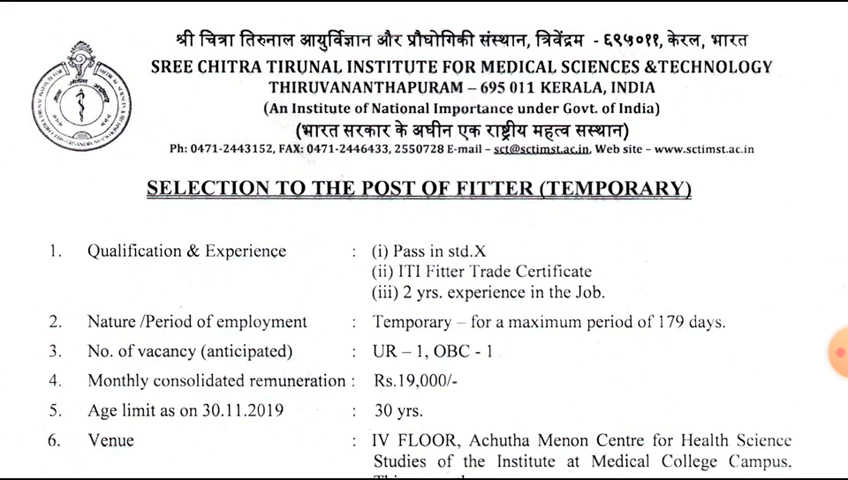 श्री चित्रा तिरुनाल आयुर्विज्ञान और प्रौघोगिकी संस्थान, त्रिवेंद्रम - ६९५०११, केरल, भारत
SREE CHITRA TIRUNAL INSTITUTE FOR MEDICAL SCIENCES &TECHNOLOGY
THIRUVANANTHAPURAM – 695 011 KERALA, INDIA
(An Institute of National Importance under Govt. of India)
(भारत सरकार के अधीन एक राष्ट्रीय महत्व संस्थान)
Ph: 0471-2443152, FAX: 0471-2446433, 2550728 E-mail – sct@sctimst.ac.in, Web site – www.sctimst.ac.in
SELECTION TO THE POST OF FITTER (TEMPORARY)
1. Qualification & Experience : (i) Pass in std.X
(ii) ITI Fitter Trade Certificate
(iii) 2 yrs. experience in the Job.
2. Nature /Period of employment : Temporary – for a maximum period of 179 days.
3. No. of vacancy (anticipated) : UR – 1, OBC - 1
4. Monthly consolidated remuneration : Rs.19,000/-
5. Age limit as on 30.11.2019 : 30 yrs.
6. Venue : IV FLOOR, Achutha Menon Centre for Health Science
Studies of the Institute at Medical College Campus,